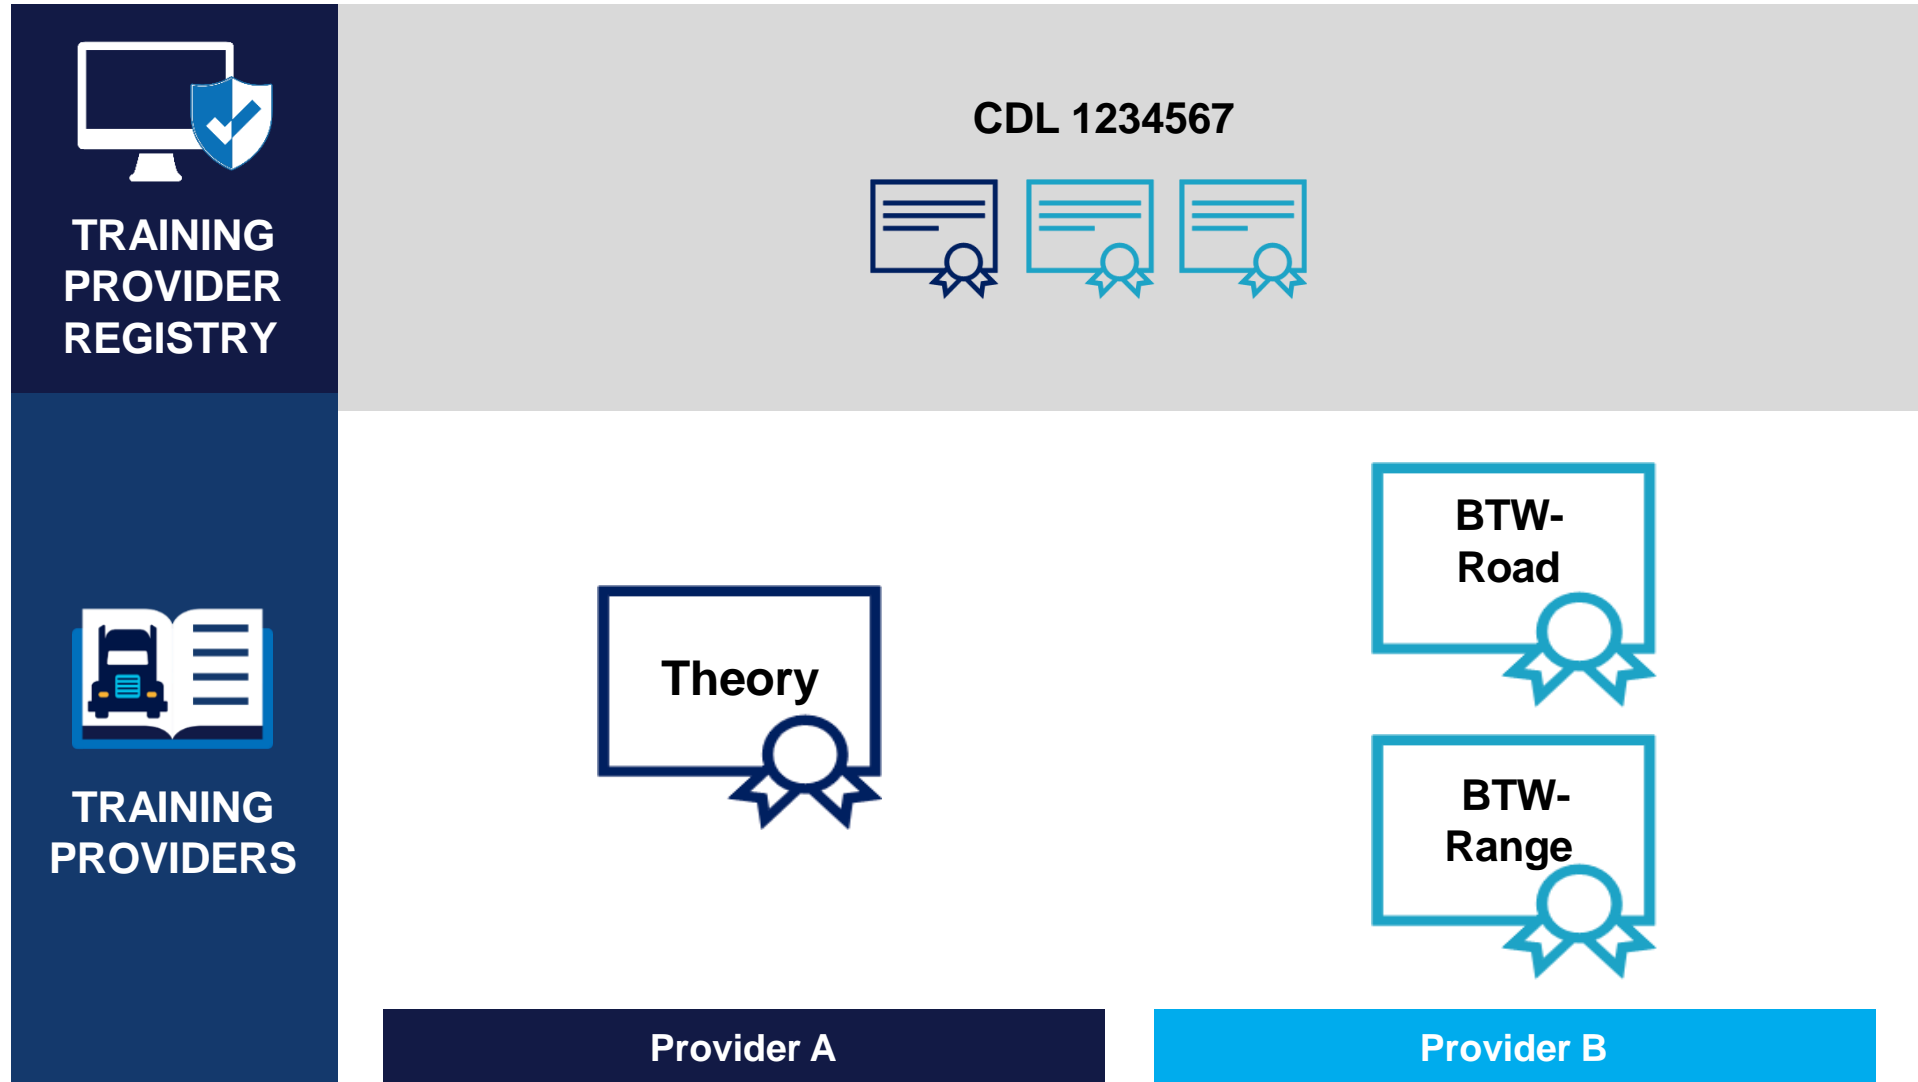 TRAINING
PROVIDER
REGISTRY
CDL 1234567
TRAINING
PROVIDERS
Theory
BTW-
Road
BTW-
Range
Provider A
Provider B